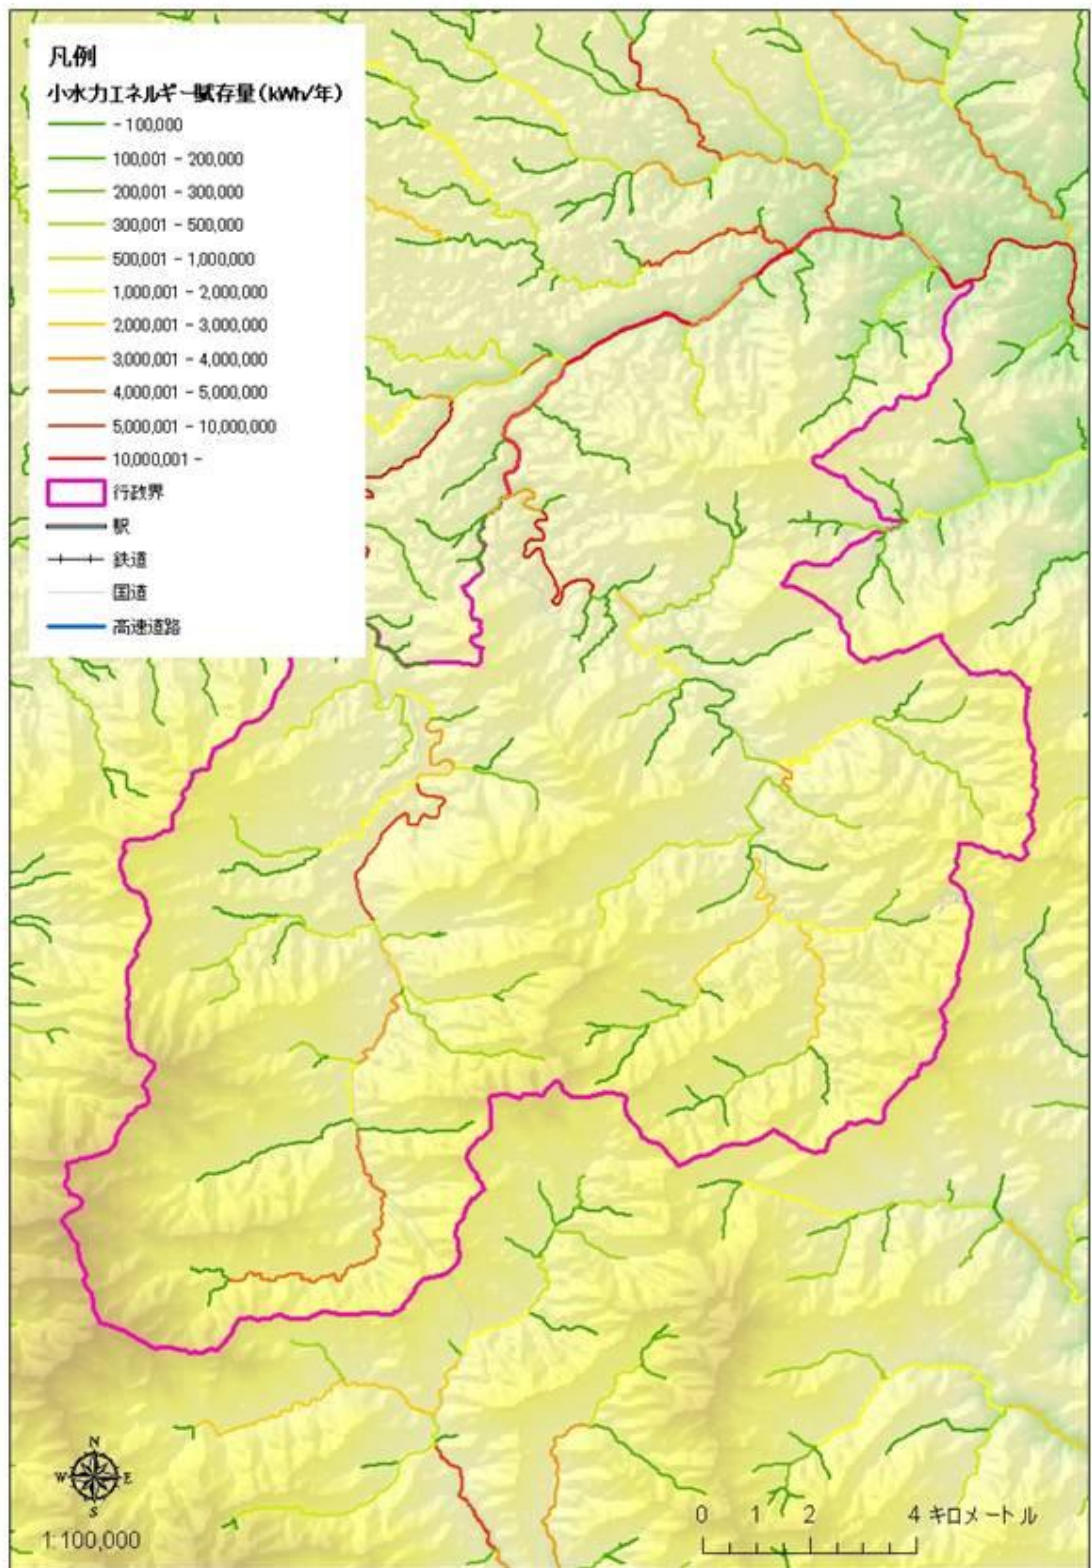 凡例
小水力エネルギー賦存量(kWh/年)
- 100,000
100,001 - 200,000
200,001 - 300,000
300,001 - 500,000
500,001 - 1,000,000
1,000,001 - 2,000,000
2,000,001 - 3,000,000
3,000,001 - 4,000,000
4,000,001 - 5,000,000
5,000,001 - 10,000,000
10,000,001 -
行政界
駅
鉄道
国道
高速道路
N
W E
S
1:100,000
0 1 2 4 キロメートル